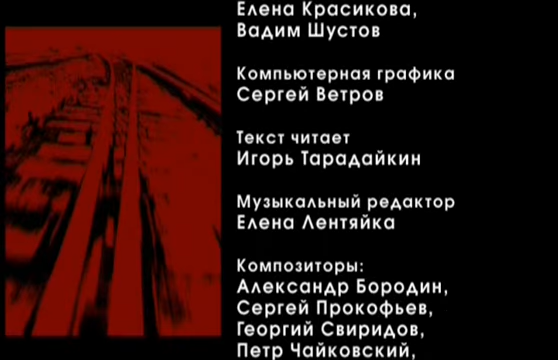 Елена Красикова,
Вадим Шустов
Компьютерная графика
Сергей Ветров
Текст читает
Игорь Тарадайкин
Музыкальный редактор
Елена Лентяйка
Композиторы:
Александр Бородин,
Сергей Прокофьев,
Георгий Свиридов,
Петр Чайковский,